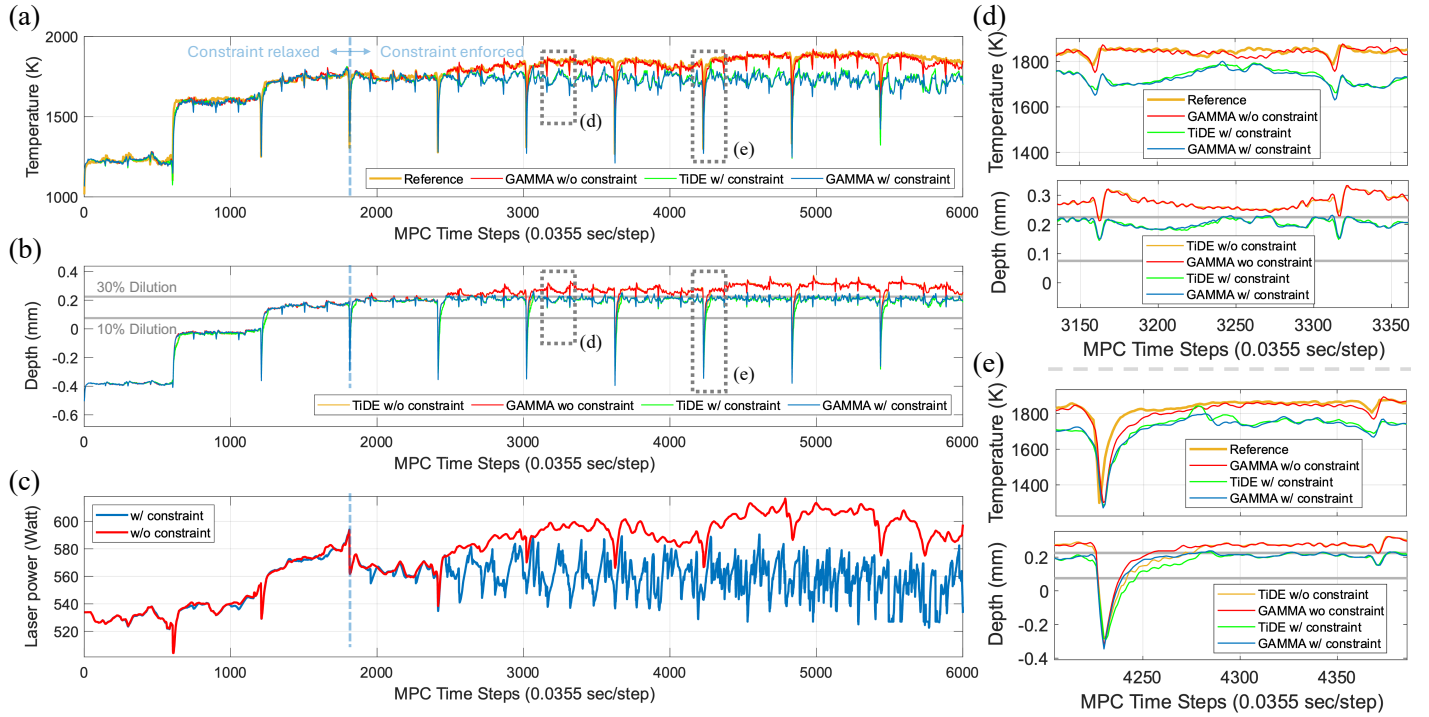 (a)
Constraint relaxed
Constraint enforced
Temperature (K)
2000
1500
1000
(d)
(e)
Reference
GAMMA w/o constraint
TiDE w/ constraint
GAMMA w/ constraint
0
1000
2000
3000
4000
5000
6000
MPC Time Steps (0.0355 sec/step)
(b)
Depth (mm)
0.4
0.2
0
-0.2
-0.4
-0.6
30% Dilution
10% Dilution
(d)
(e)
TiDE w/o constraint
GAMMA wo constraint
TiDE w/ constraint
GAMMA w/ constraint
0
1000
2000
3000
4000
5000
6000
MPC Time Steps (0.0355 sec/step)
(c)
Laser power (Watt)
600
580
560
540
520
w/ constraint
w/o constraint
0
1000
2000
3000
4000
5000
6000
MPC Time Steps (0.0355 sec/step)
(d)
Temperature (K)
1800
1600
1400
Reference
GAMMA w/o constraint
TiDE w/ constraint
GAMMA w/ constraint
Depth (mm)
0.3
0.2
0.1
0
TiDE w/o constraint
GAMMA wo constraint
TiDE w/ constraint
GAMMA w/ constraint
3150
3200
3250
3300
3350
MPC Time Steps (0.0355 sec/step)
(e)
Temperature (K)
1800
1600
1400
Reference
GAMMA w/o constraint
TiDE w/ constraint
GAMMA w/ constraint
Depth (mm)
0.2
0
-0.2
-0.4
TiDE w/o constraint
GAMMA wo constraint
TiDE w/ constraint
GAMMA w/ constraint
4250
4300
4350
MPC Time Steps (0.0355 sec/step)